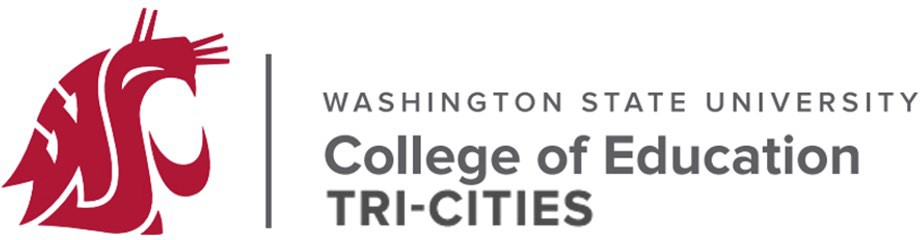 WASHINGTON STATE UNIVERSITY
College of Education
TRI-CITIES